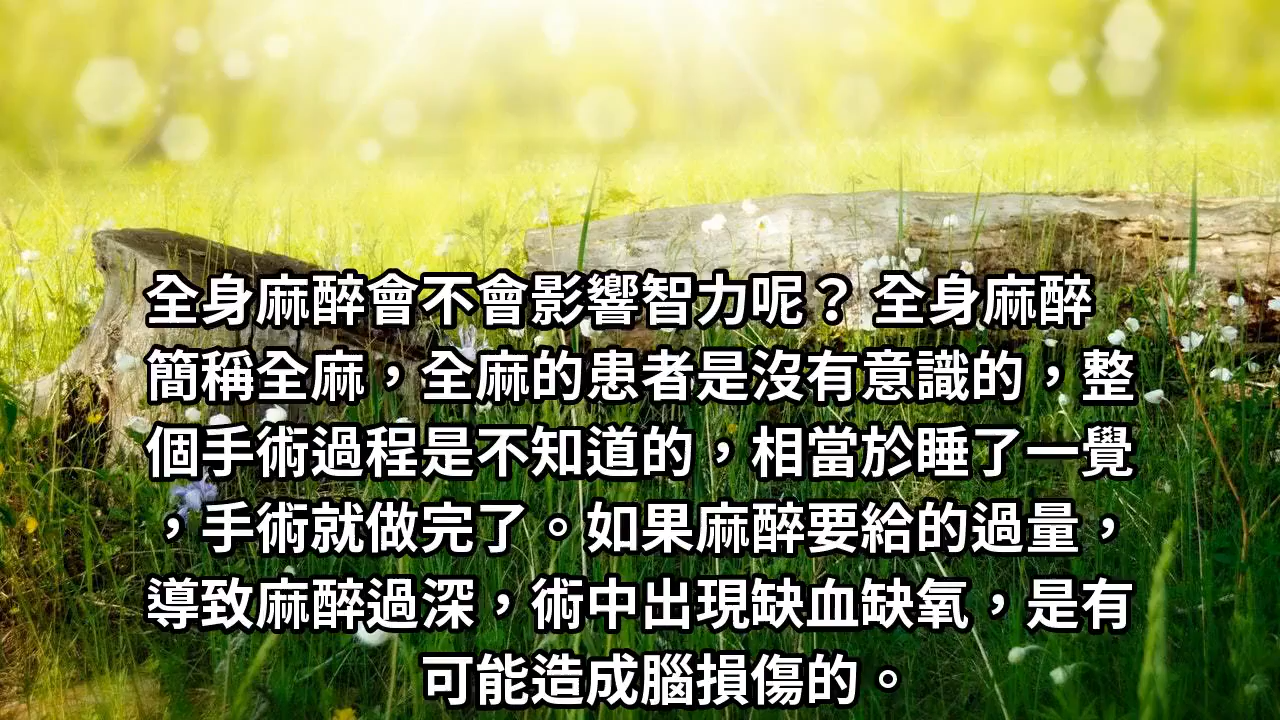 全身麻醉會不會影響智力呢？ 全身麻醉
簡稱全麻，全麻的患者是沒有意識的，整
個手術過程是不知道的，相當於睡了一覺
，手術就做完了。如果麻醉要給的過量，
導致麻醉過深，術中出現缺血缺氧，是有
可能造成腦損傷的。